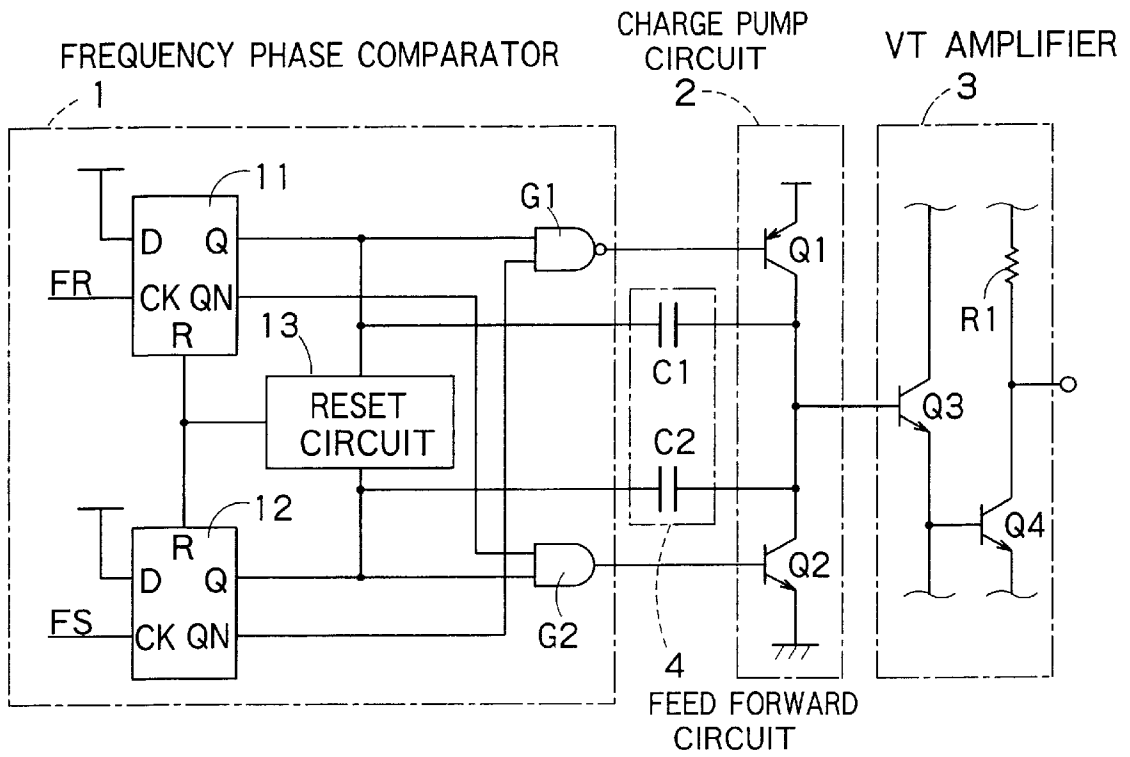 FREQUENCY PHASE COMPARATOR
1
CHARGE PUMP
CIRCUIT
2
VT AMPLIFIER
3
11
D
Q
FR
CK
QN
R
G1
Q1
13
RESET
CIRCUIT
C1
C2
R1
Q3
Q4
12
R
D
Q
FS
CK
QN
G2
Q2
4
FEED FORWARD
CIRCUIT